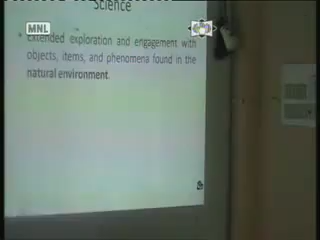 Science
MNL
• Extended exploration and engagement with
objects, items, and phenomena found in the
natural environment.